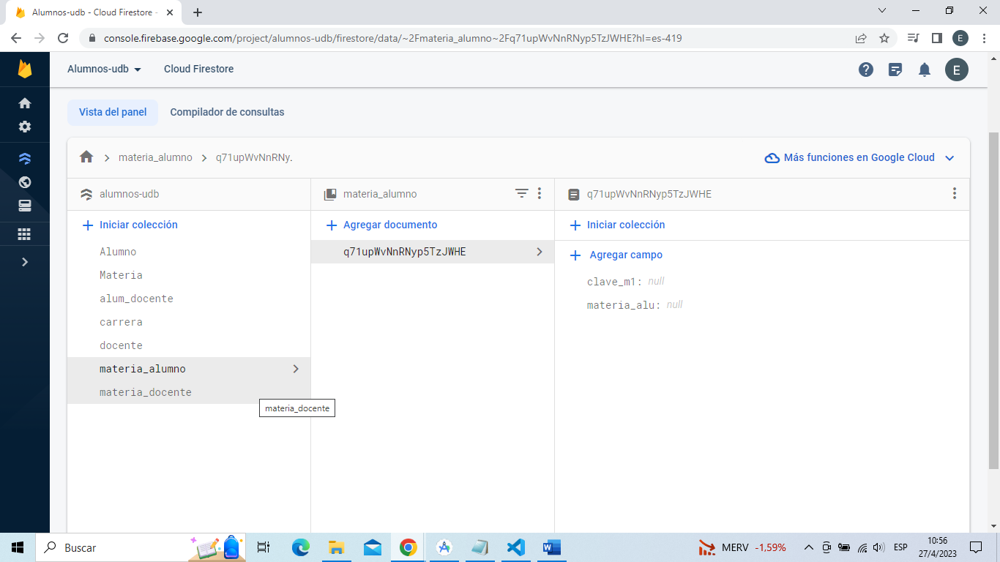 Alumnos-udb - Cloud Firestore -
console.firebase.google.com/project/alumnos-udb/firestore/data/~2Fmateria_alumno~2Fq71upWvNnRNyp5TzJWHE?hl=es-419
E
Alumnos-udb
Cloud Firestore
E
Vista del panel
Compilador de consultas
materia_alumno
q71upWvNnRNy.
Más funciones en Google Cloud
alumnos-udb
materia_alumno
q71upWvNnRNyp5TzJWHE
Iniciar colección
Agregar documento
Iniciar colección
Alumno
q71upWvNnRNyp5TzJWHE
Agregar campo
Materia
clave_m1: null
alum_docente
materia_alu: null
carrera
docente
materia_alumno
materia_docente
materia_docente
Buscar
MERV -1,59%
ESP
10:56
27/4/2023